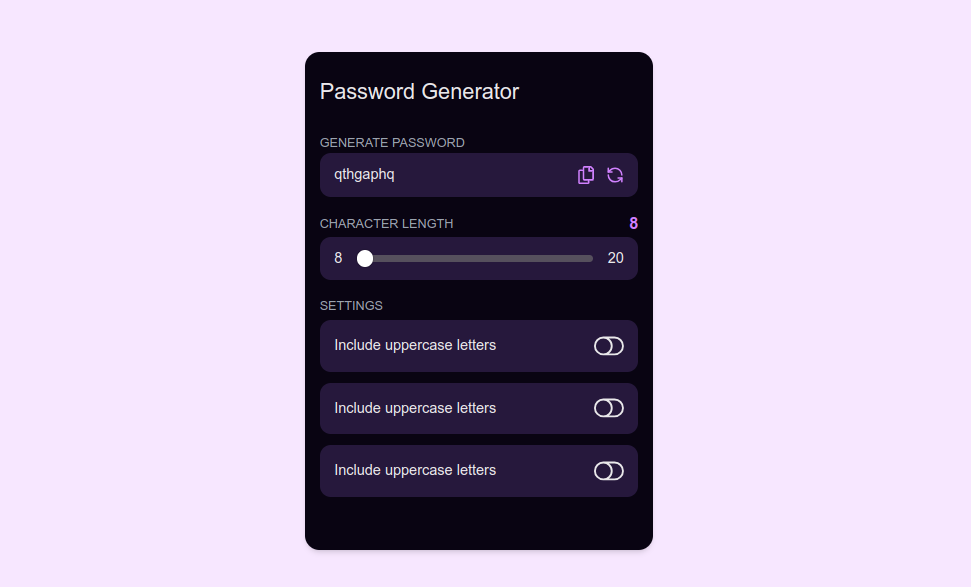 Password Generator
GENERATE PASSWORD
qthgaphq
CHARACTER LENGTH 8
8 20
SETTINGS
Include uppercase letters
Include uppercase letters
Include uppercase letters